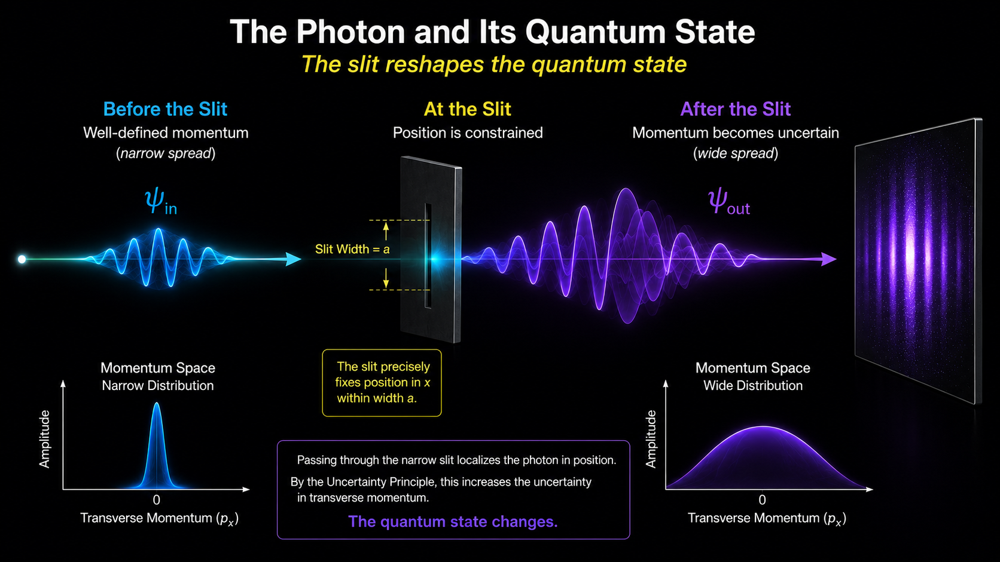 The Photon and Its Quantum State
The slit reshapes the quantum state
Before the Slit
Well-defined momentum
(narrow spread)
ψin
At the Slit
Position is constrained
Slit Width = a
After the Slit
Momentum becomes uncertain
(wide spread)
ψout
Momentum Space
Narrow Distribution
Amplitude
0
Transverse Momentum (px)
The slit precisely
fixes position in x
within width a.
Passing through the narrow slit localizes the photon in position.
By the Uncertainty Principle, this increases the uncertainty
in transverse momentum.
The quantum state changes.
Momentum Space
Wide Distribution
Amplitude
0
Transverse Momentum (px)